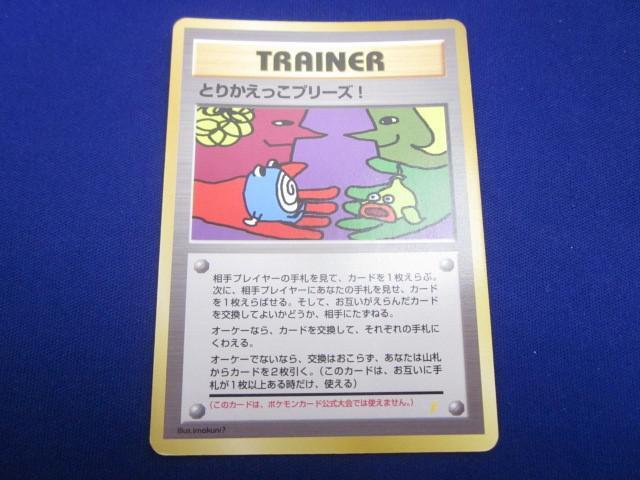 TRAINER
とりかえっこプリーズ！
相手プレイヤーの手札を見て、カードを1枚えらぶ。
次に、相手プレイヤーにあなたの手札を見せ、カード
を1枚えらばせる。そして、お互いがえらんだカード
を交換してよいかどうか、相手にたずねる。
オーケーなら、カードを交換して、それぞれの手札に
くわえる。
オーケーでないなら、交換はおこらず、あなたは山札
からカードを2枚引く。（このカードは、お互いに手
札が1枚以上ある時だけ、使える）
（このカードは、ポケモンカード公式大会では使えません。）
illus.imakuni?